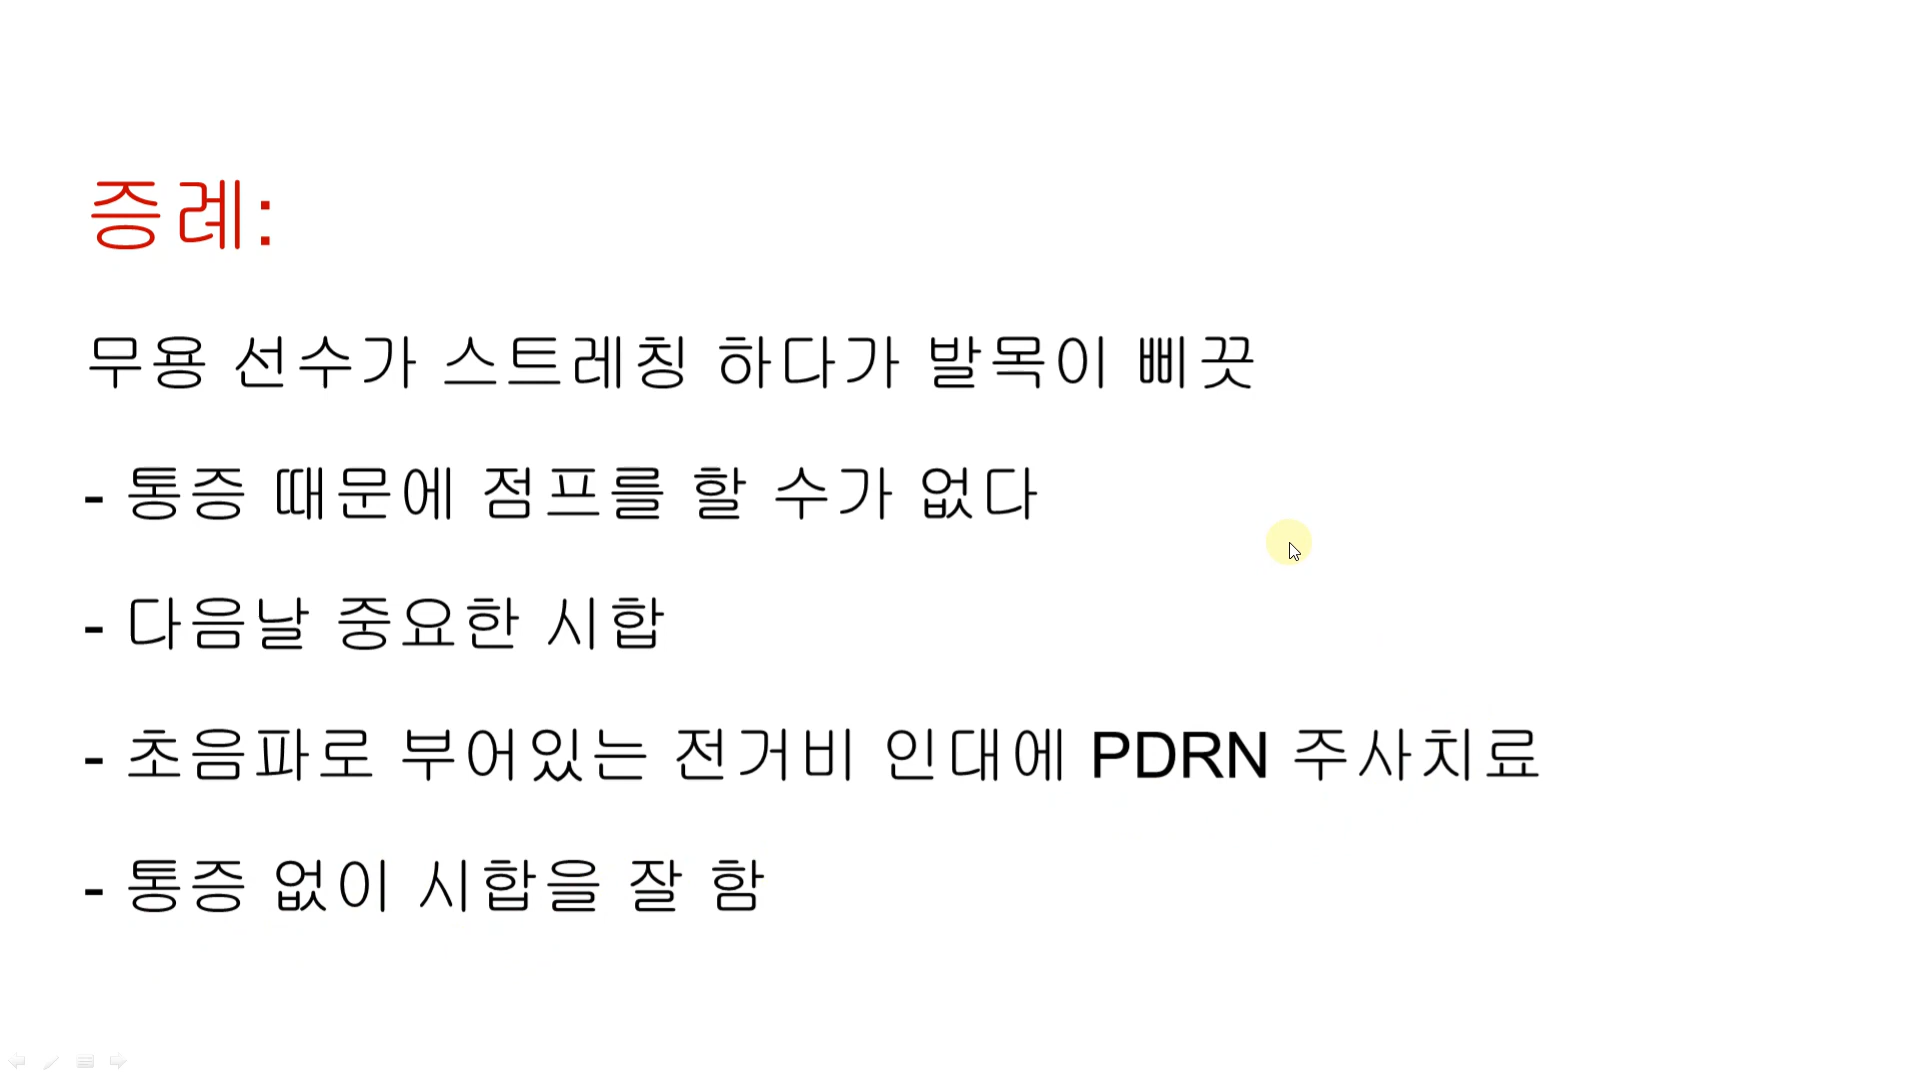 증례:
무용 선수가 스트레칭 하다가 발목이 삐끗
- 통증 때문에 점프를 할 수가 없다
- 다음날 중요한 시합
- 초음파로 부어있는 전거비 인대에 PDRN 주사치료
- 통증 없이 시합을 잘 함